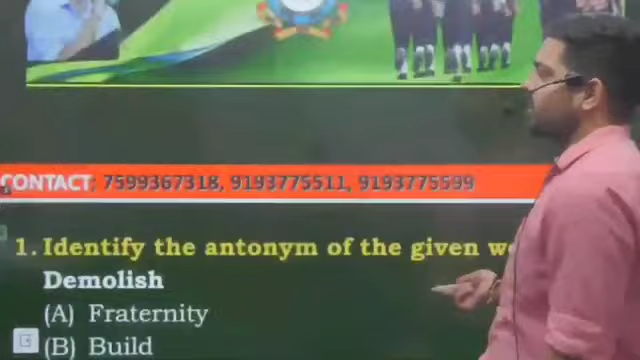 CONTACT: 7599367318, 9193775511, 9193775599
1. Identify the antonym of the given
Demolish
(A) Fraternity
(B) Build